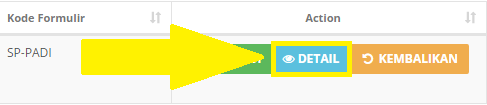 Kode Formulir Action
SP-PADI DETAIL KEMBALIKAN